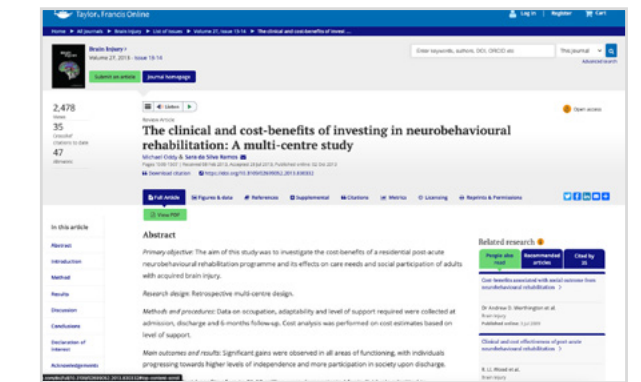 Taylor & Francis Online
Log in | Register Cart
Home All Journals Brain Injury List of Issues Volume 27, Issue 13-14 The clinical and cost-benefits of invest ....
Brain Injury
Volume 27, 2013 - Issue 13-14
Enter keywords, authors, DOI, ORCID etc
This Journal
Advanced search
Submit an article
Journal homepage
2,478
Views
35
CrossRef
citations to date
47
Altmetric
Listen
Review Article
Open access
The clinical and cost-benefits of investing in neurobehavioural
rehabilitation: A multi-centre study
Michael Oddy & Sara da Silva Ramos
Download citation
Full Article
Figures & data
References
Supplemental
Citations
Metrics
Licensing
Reprints & Permissions
View PDF
In this article
Abstract
Introduction
Method
Results
Discussion
Conclusions
Declaration of
interest
Acknowledgements
Abstract
Primary objective: The aim of this study was to investigate the cost-benefits of a residential post-acute
neurobehavioural rehabilitation programme and its effects on care needs and social participation of adults
with acquired brain injury.
Research design: Retrospective multi-centre design.
Methods and procedures: Data on occupation, adaptability and level of support required were collected at
admission, discharge and 6-months follow-up. Cost analysis was performed on cost estimates based on
level of support.
Main outcomes and results: Significant gains were observed in all areas of functioning, with individuals
progressing towards higher levels of independence and more participation in society upon discharge.
Related research
People also
read
Recommended
articles
Cited by
35
Cost-benefits associated with social outcome from
neurobehavioural rehabilitation
Dr Andrew D. Worthington et al.
Brain Injury
Published online: 3 Jul 2009
Clinical and cost effectiveness of post-acute
neurobehavioural rehabilitation
R. Ll. Wood et al.
Brain Injury